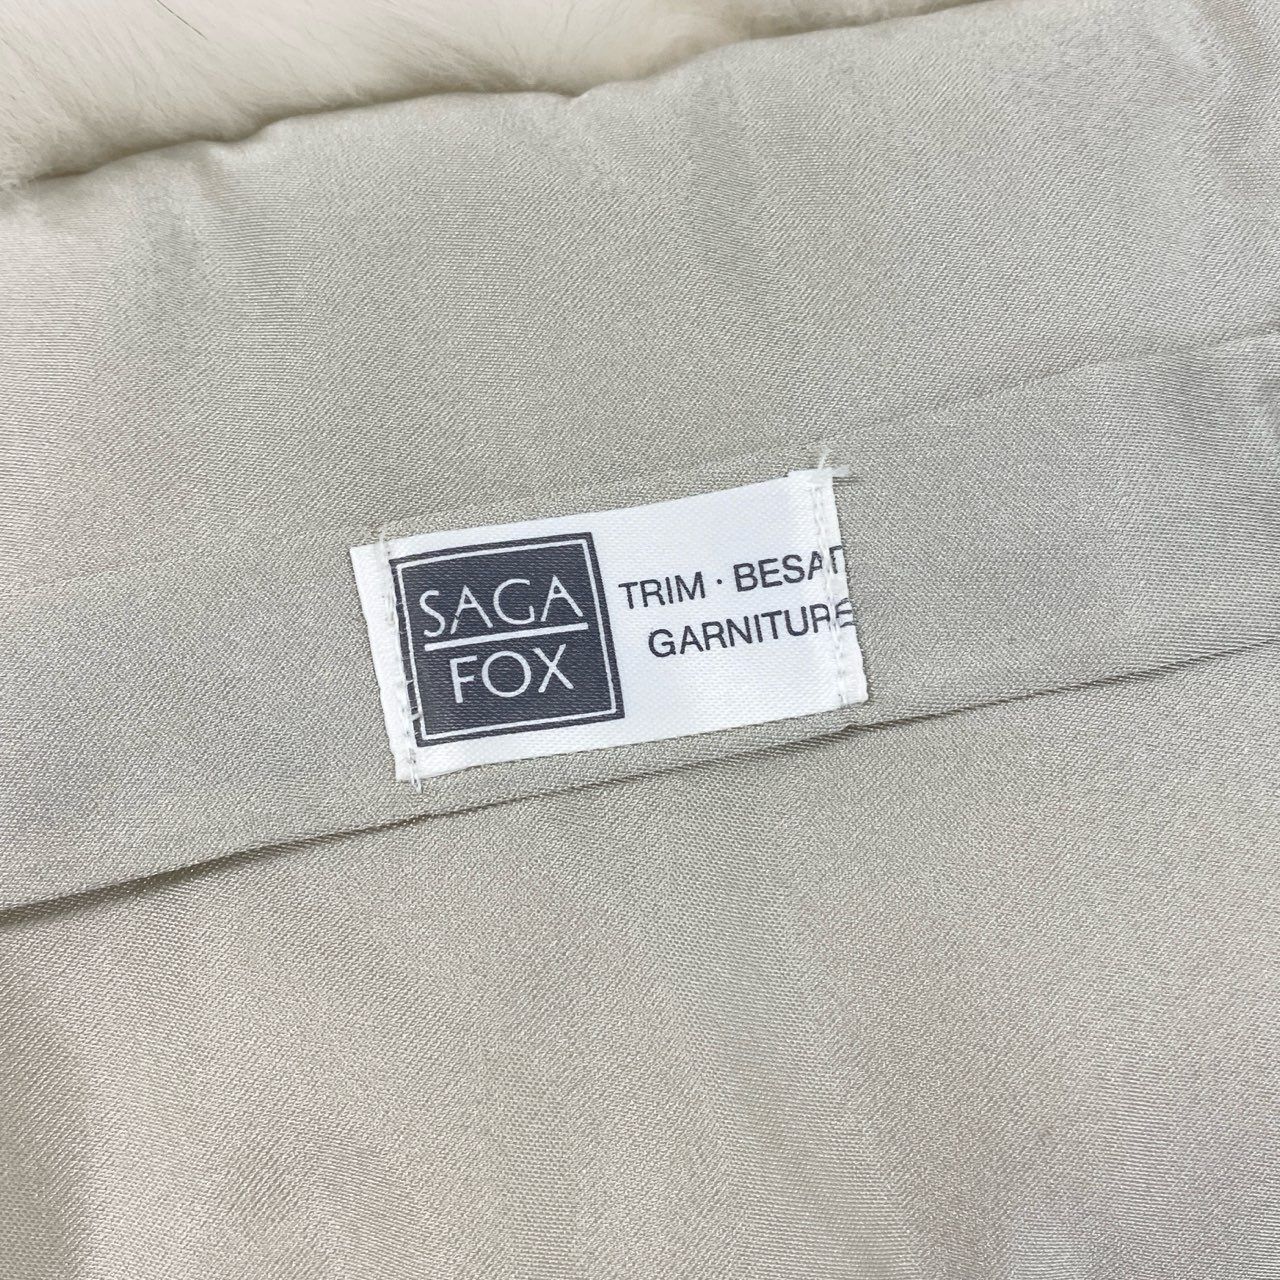 SAGA
FOX
TRIM · BESAT
GARNITURE